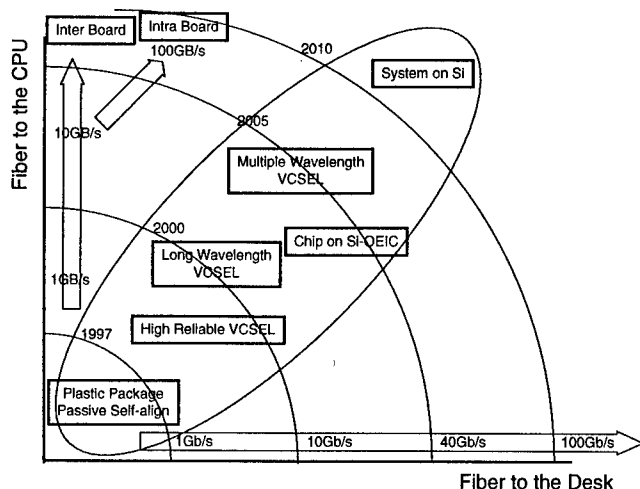 Inter Board
Intra Board
100GB/s
2010
System on Si
Fiber to the CPU
10GB/s
2005
Multiple Wavelength
VCSEL
2000
Chip on SI-OEIC
Long Wavelength
VCSEL
1GB/s
High Reliable VCSEL
1997
Plastic Package
Passive Self-align
1Gb/s
10Gb/s
40Gb/s
100Gb/s
Fiber to the Desk